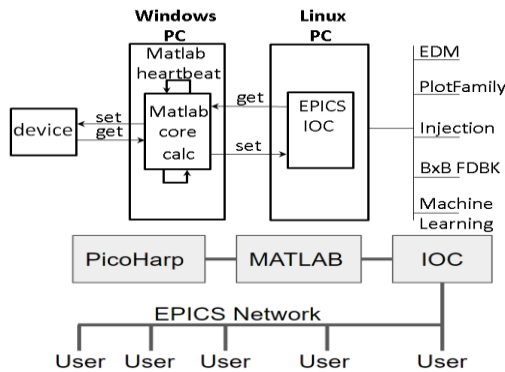 Windows
PC
Linux
PC
Matlab
heartbeat
device
set
get
Matlab
core
calc
get
set
EPICS
IOC
EDM
PlotFamily
Injection
BxB FDBK
Machine
Learning
PicoHarp
MATLAB
IOC
EPICS Network
User
User
User
User
User